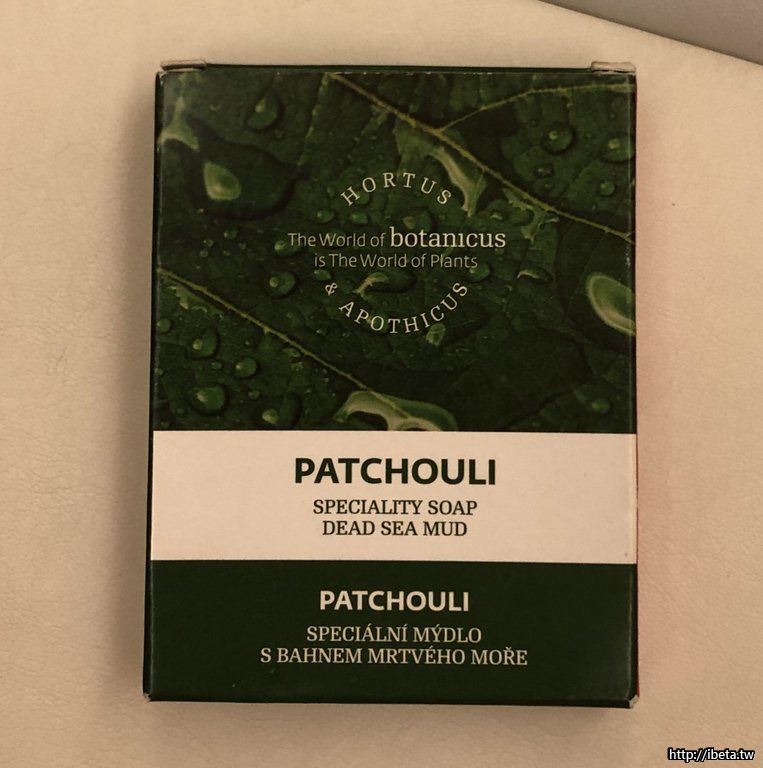 HORTUS
The World of botanicus
is The World of Plants
& APOTHICUS
PATCHOULI
SPECIALITY SOAP
DEAD SEA MUD
PATCHOULI
SPECIÁLNÍ MÝDLO
S BAHNEM MRTVÉHO MOŘE
http://ibeta.tw